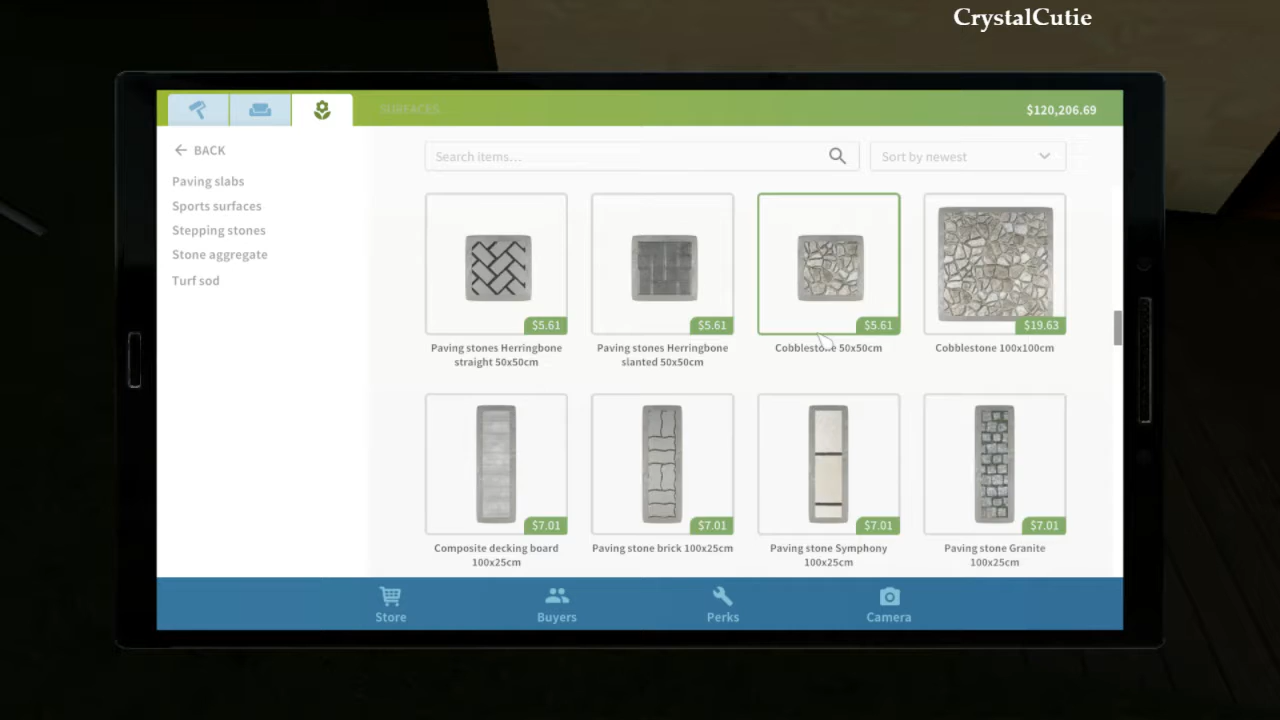 CrystalCutie
SURFACES
$120,206.69
BACK
Search items...
Sort by newest
Paving slabs
Sports surfaces
Stepping stones
Stone aggregate
Turf sod
$5.61
$5.61
$5.61
$19.63
Paving stones Herringbone
straight 50x50cm
Paving stones Herringbone
slanted 50x50cm
Cobblestone 50x50cm
Cobblestone 100x100cm
$7.01
$7.01
$7.01
$7.01
Composite decking board
100x25cm
Paving stone brick 100x25cm
Paving stone Symphony
100x25cm
Paving stone Granite
100x25cm
Store
Buyers
Perks
Camera